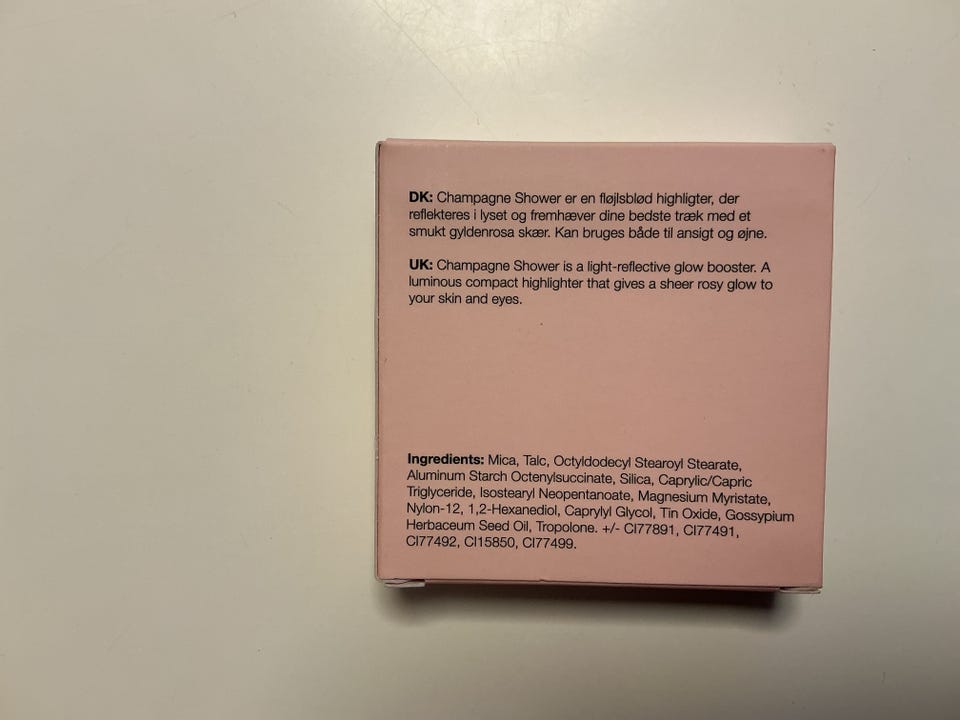 DK: Champagne Shower er en fløjlsblød highligter, der
reflekteres i lyset og fremhæver dine bedste træk med et
smukt gyldenrosa skær. Kan bruges både til ansigt og øjne.
UK: Champagne Shower is a light-reflective glow booster. A
luminous compact highlighter that gives a sheer rosy glow to
your skin and eyes.
Ingredients: Mica, Talc, Octyldodecyl Stearoyl Stearate,
Aluminum Starch Octenylsuccinate, Silica, Caprylic/Capric
Triglyceride, Isostearyl Neopentanoate, Magnesium Myristate,
Nylon-12, 1,2-Hexanediol, Caprylyl Glycol, Tin Oxide, Gossypium
Herbaceum Seed Oil, Tropolone. +/- CI77891, CI77491,
CI77492, CI15850, CI77499.